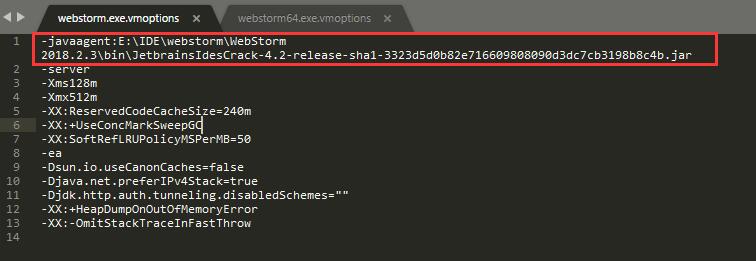 webstorm.exe.vmoptions × webstorm64.exe.vmoptions ×
1 -javaagent:E:\IDE\webstorm\WebStorm
2018.2.3\bin\JetbrainsIdesCrack-4.2-release-sha1-3323d5d0b82e716609808090d3dc7cb3198b8c4b.jar
2 -server
3 -Xms128m
4 -Xmx512m
5 -XX:ReservedCodeCacheSize=240m
6 -XX:+UseConcMarkSweepGC
7 -XX:SoftRefLRUPolicyMSPerMB=50
8 -ea
9 -Dsun.io.useCanonCaches=false
10 -Djava.net.preferIPv4Stack=true
11 -Djdk.http.auth.tunneling.disabledSchemes=""
12 -XX:+HeapDumpOnOutOfMemoryError
13 -XX:-OmitStackTraceInFastThrow
14